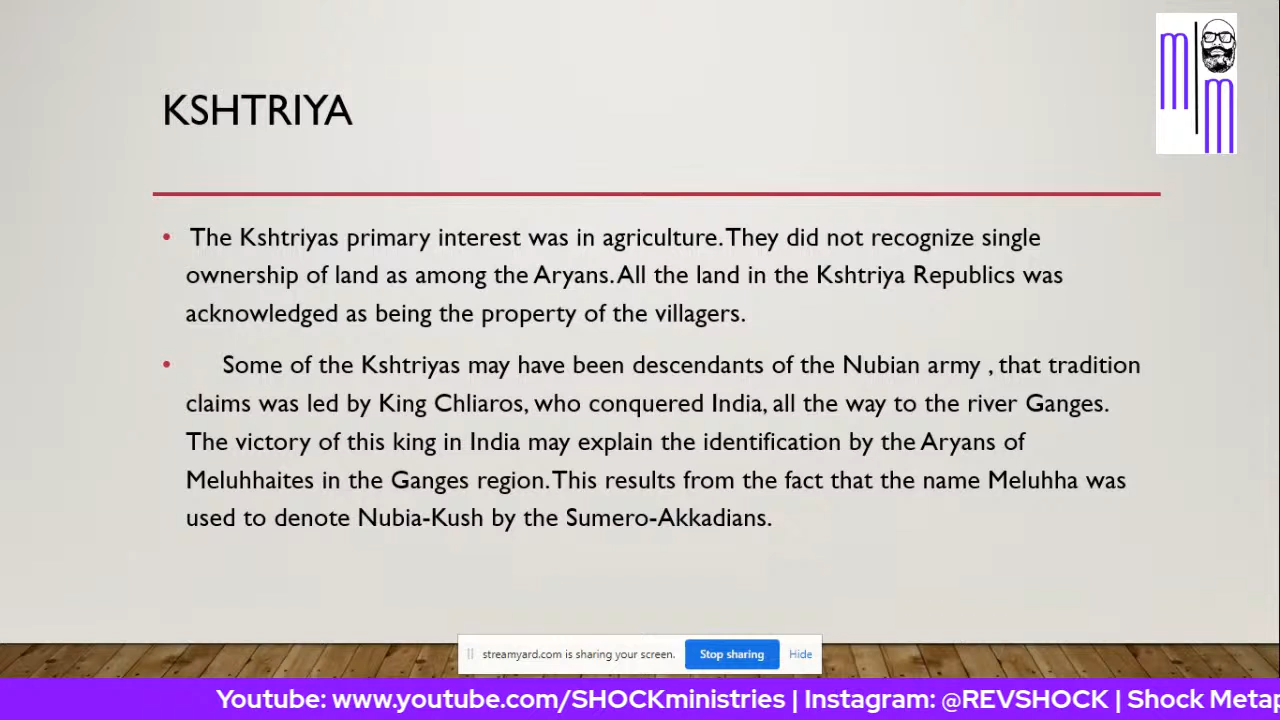 KSHTRIYA
• The Kshtriyas primary interest was in agriculture. They did not recognize single
ownership of land as among the Aryans. All the land in the Kshtriya Republics was
acknowledged as being the property of the villagers.
• Some of the Kshtriyas may have been descendants of the Nubian army , that tradition
claims was led by King Chliaros, who conquered India, all the way to the river Ganges.
The victory of this king in India may explain the identification by the Aryans of
Meluhhaites in the Ganges region. This results from the fact that the name Meluhha was
used to denote Nubia-Kush by the Sumero-Akkadians.
streamyard.com is sharing your screen. Stop sharing Hide
Youtube: www.youtube.com/SHOCKministries | Instagram: @REVSHOCK | Shock Metap